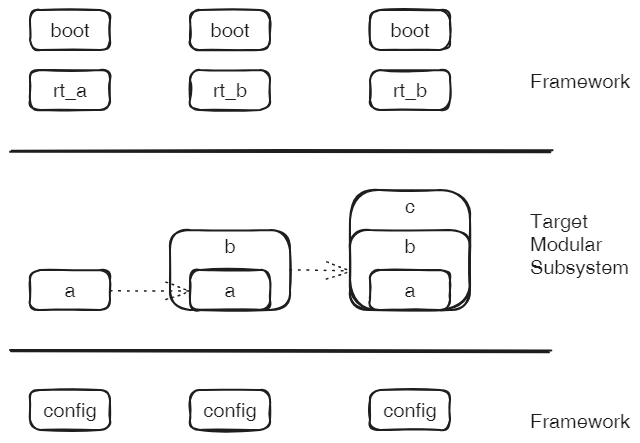 boot
boot
boot
rt_a
rt_b
rt_b
Framework
c
b
b
a
a
a
Target
Modular
Subsystem
config
config
config
Framework